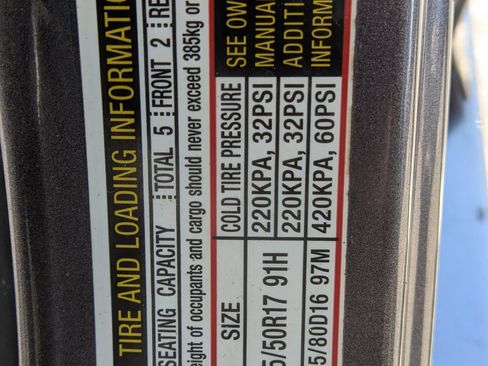 TIRE AND LOADING INFORMATION
SEATING CAPACITY TOTAL 5 FRONT 2
eight of occupants and cargo should never exceed 385kg or
SIZE COLD TIRE PRESSURE SEE OW
5/50R17 91H 220KPA, 32PSI MANUA
220KPA, 32PSI ADDITI
5/80D16 97M 420KPA, 60PSI INFORM